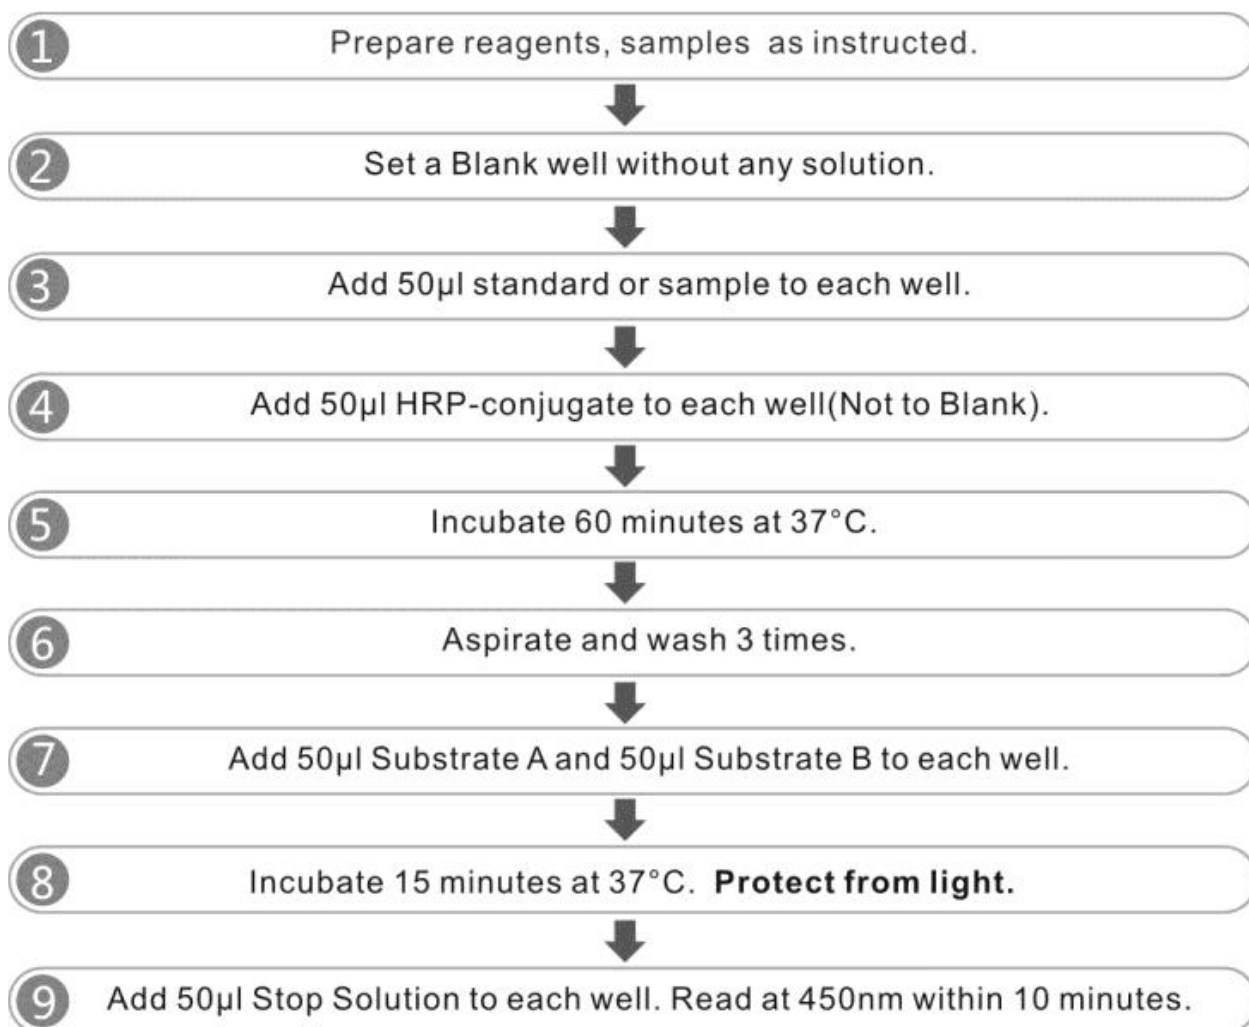 1 Prepare reagents, samples as instructed.
2 Set a Blank well without any solution.
3 Add 50μl standard or sample to each well.
4 Add 50μl HRP-conjugate to each well(Not to Blank).
5 Incubate 60 minutes at 37°C.
6 Aspirate and wash 3 times.
7 Add 50μl Substrate A and 50μl Substrate B to each well.
8 Incubate 15 minutes at 37°C. Protect from light.
9 Add 50μl Stop Solution to each well. Read at 450nm within 10 minutes.